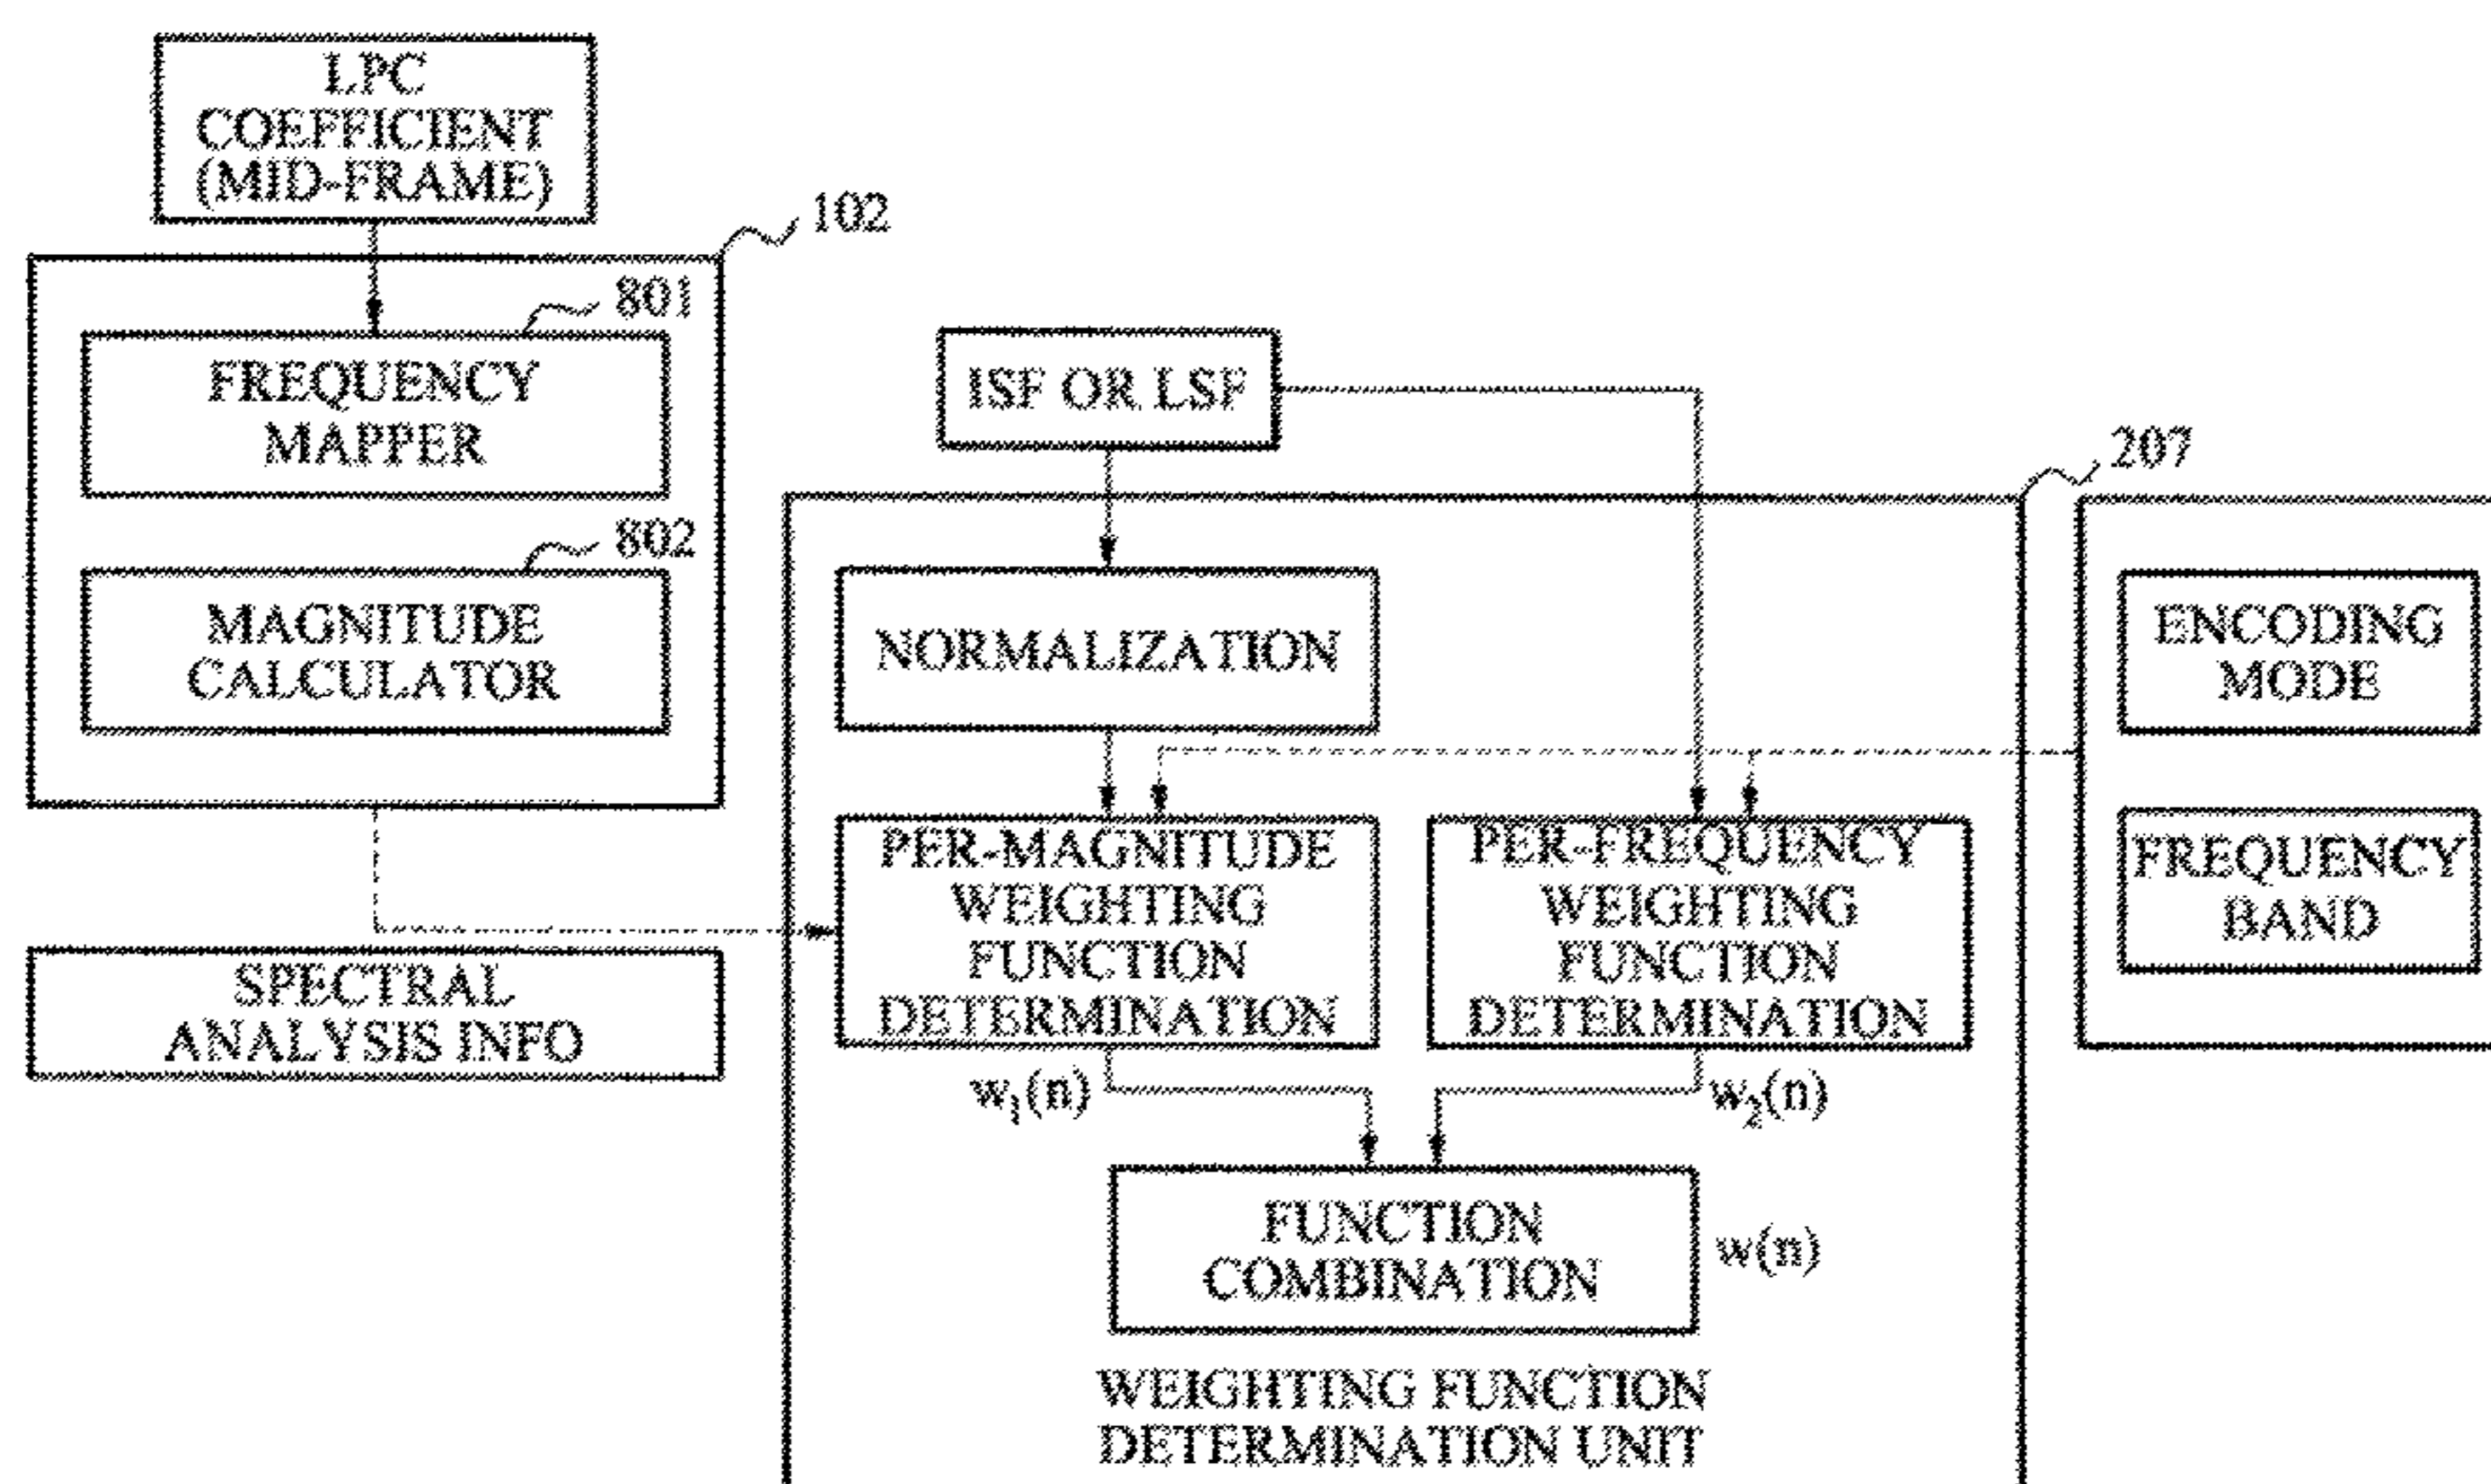 LPC
COEFFICIENT
(MID-FRAME)
102
801
FREQUENCY
MAPPER
802
MAGNITUDE
CALCULATOR
SPECTRAL
ANALYSIS INFO
ISF OR LSF
207
NORMALIZATION
PER-MAGNITUDE
WEIGHTING
FUNCTION
DETERMINATION
PER-FREQUENCY
WEIGHTING
FUNCTION
DETERMINATION
ENCODING
MODE
FREQUENCY
BAND
w₁(n)
w₂(n)
FUNCTION
COMBINATION
w(n)
WEIGHTING FUNCTION
DETERMINATION UNIT